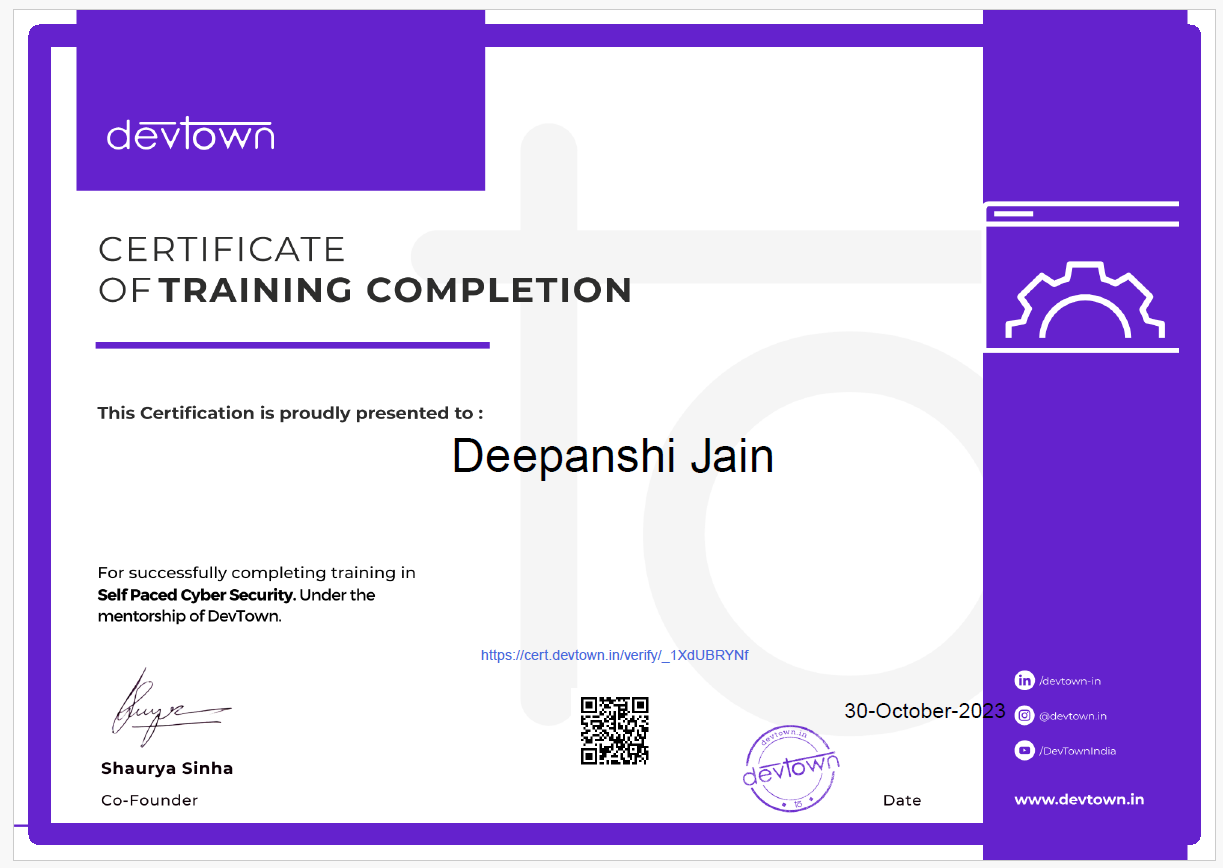 devtown
CERTIFICATE
OF TRAINING COMPLETION
This Certification is proudly presented to :
Deepanshi Jain
For successfully completing training in
Self Paced Cyber Security. Under the
mentorship of DevTown.
https://cert.devtown.in/verify/_1XdUBRYNf
30-October-2023
devtown.in
devtown
Shaurya Sinha
Co-Founder
Date
/devtown-in
@devtown.in
/DevTownIndia
www.devtown.in